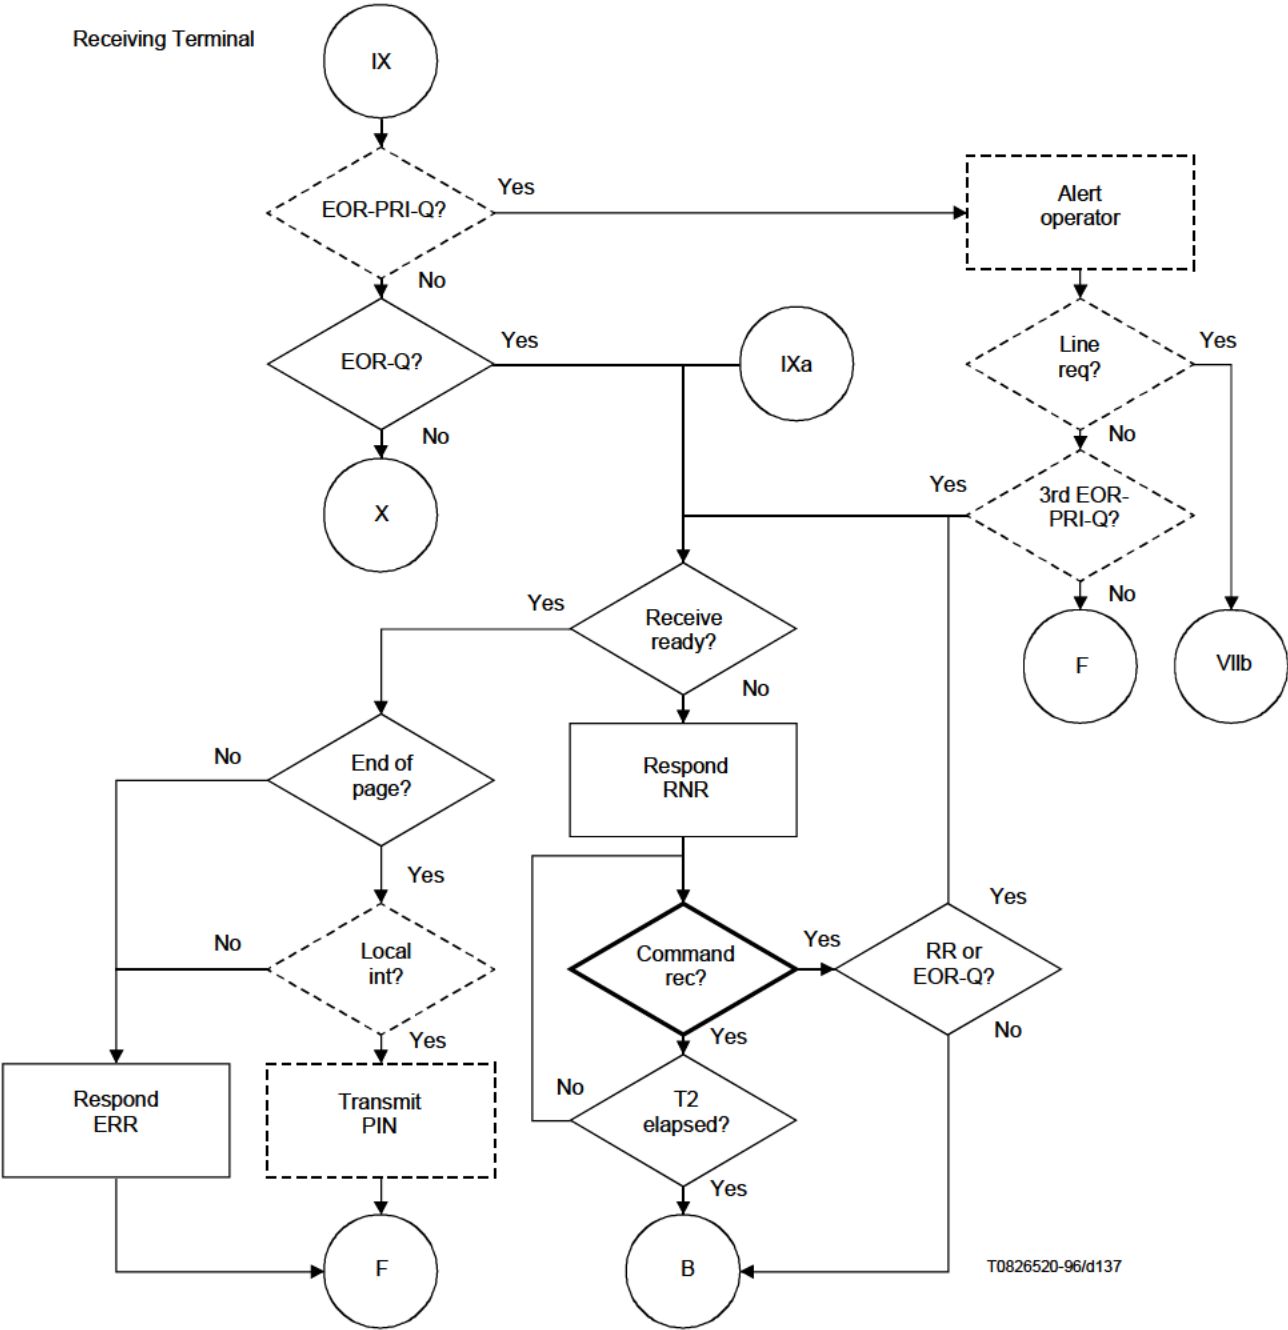 Receiving Terminal
IX
EOR-PRI-Q?
Yes
Alert
operator
No
EOR-Q?
Yes
IXa
Line
req?
Yes
No
No
X
Yes
3rd EOR-
PRI-Q?
Yes
Receive
ready?
No
F
VIIb
No
No
End of
page?
Respond
RNR
Yes
Yes
No
Local
int?
Command
rec?
Yes
RR or
EOR-Q?
Yes
Yes
No
Respond
ERR
Transmit
PIN
No
T2
elapsed?
Yes
F
B
T0826520-96/d137